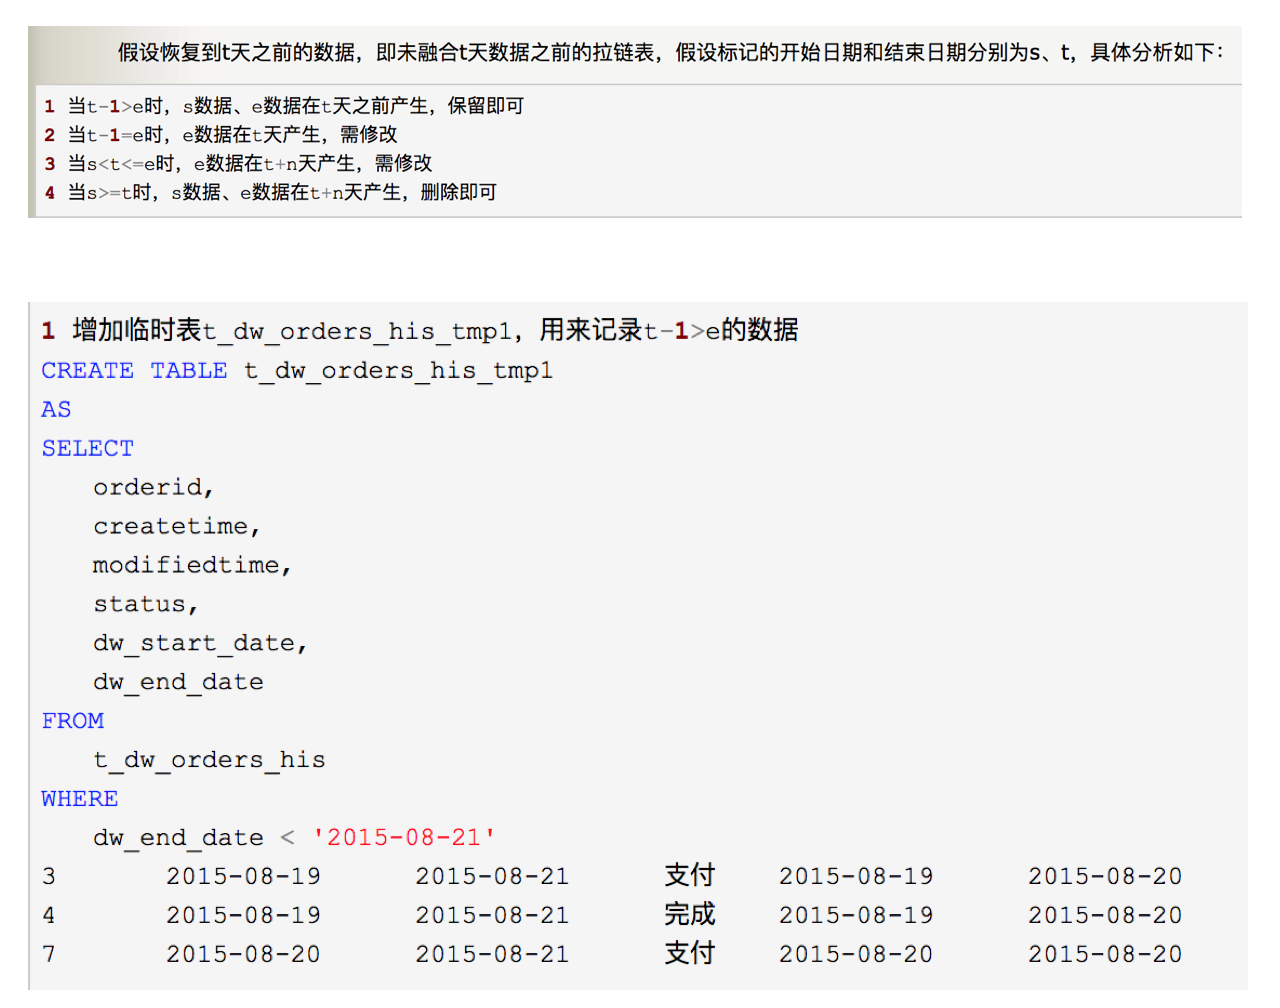 假设恢复到t天之前的数据，即未融合t天数据之前的拉链表，假设标记的开始日期和结束日期分别为s、t，具体分析如下：
1 当t-1>e时，s数据、e数据在t天之前产生，保留即可
2 当t-1=e时，e数据在t天产生，需修改
3 当s<t<=e时，e数据在t+n天产生，需修改
4 当s>=t时，s数据、e数据在t+n天产生，删除即可
1 增加临时表t_dw_orders_his_tmp1，用来记录t-1>e的数据
CREATE TABLE t_dw_orders_his_tmp1
AS
SELECT
orderid,
createtime,
modifiedtime,
status,
dw_start_date,
dw_end_date
FROM
t_dw_orders_his
WHERE
dw_end_date < '2015-08-21'
3 2015-08-19 2015-08-21 支付 2015-08-19 2015-08-20
4 2015-08-19 2015-08-21 完成 2015-08-19 2015-08-20
7 2015-08-20 2015-08-21 支付 2015-08-20 2015-08-20